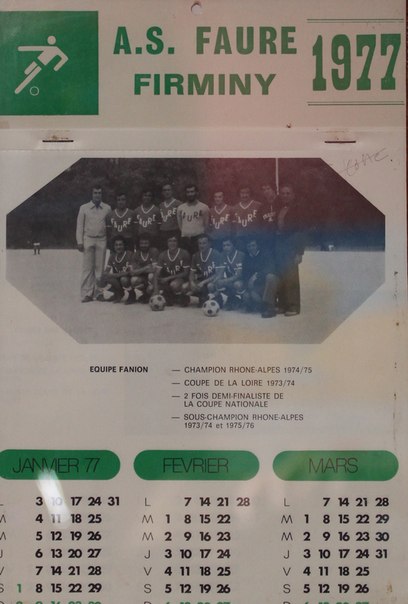 A.S. FAURE
FIRMINY
1977
EQUIPE FANION — CHAMPION RHONE-ALPES 1974/75
— COUPE DE LA LOIRE 1973/74
— 2 FOIS DEMI-FINALISTE DE
LA COUPE NATIONALE
— SOUS-CHAMPION RHONE-ALPES
1973/74 et 1975/76
JANVIER 77 FEVRIER MARS
L 3 10 17 24 31 L 7 14 21 28 L 7 14 21 28
M 4 11 18 25 M 1 8 15 22 M 1 8 15 22 29
M 5 12 19 26 M 2 9 16 23 M 2 9 16 23 30
J 6 13 20 27 J 3 10 17 24 J 3 10 17 24 31
V 7 14 21 28 V 4 11 18 25 V 4 11 18 25
S 1 8 15 22 29 S 5 12 19 26 S 5 12 19 26